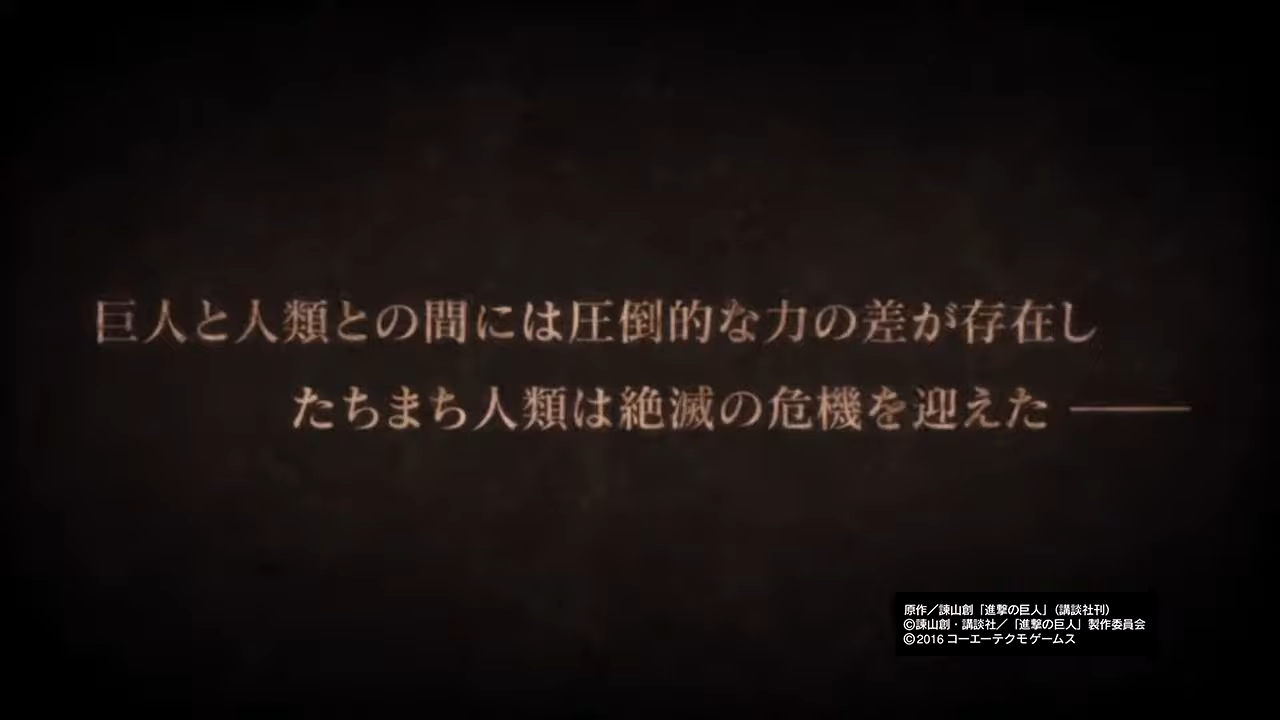 巨人と人類との間には圧倒的な力の差が存在し
たちまち人類は絶滅の危機を迎えた ――
原作／諫山創「進撃の巨人」（講談社刊）
©諫山創・講談社／「進撃の巨人」製作委員会
©2016 コーエーテクモゲームス